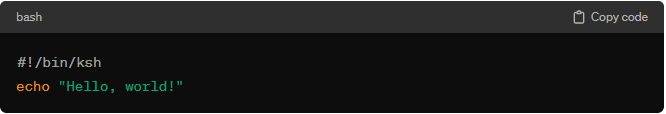 bash
Copy code
#!/bin/ksh
echo "Hello, world!"